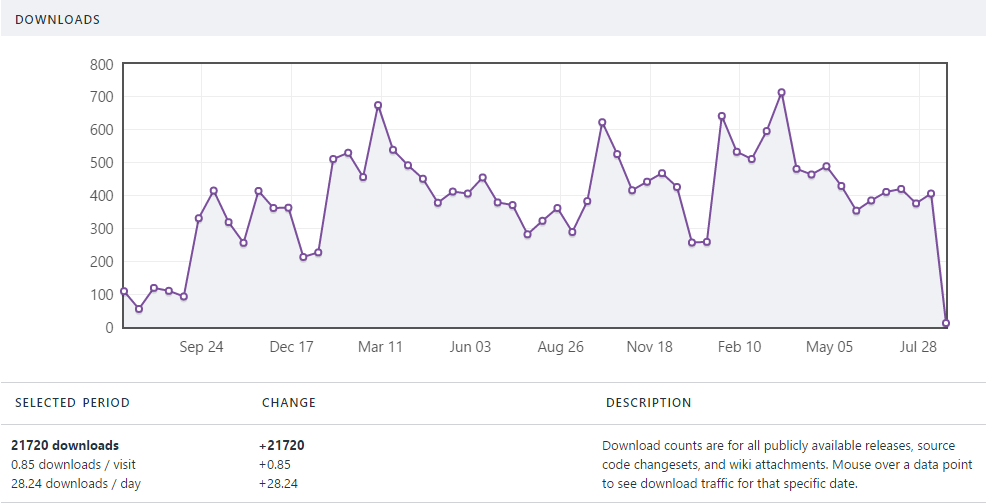 DOWNLOADS
800
700
600
500
400
300
200
100
0
Sep 24 Dec 17 Mar 11 Jun 03 Aug 26 Nov 18 Feb 10 May 05 Jul 28
SELECTED PERIOD CHANGE DESCRIPTION
21720 downloads +21720 Download counts are for all publicly available releases, source
0.85 downloads / visit +0.85 code changesets, and wiki attachments. Mouse over a data point
28.24 downloads / day +28.24 to see download traffic for that specific date.